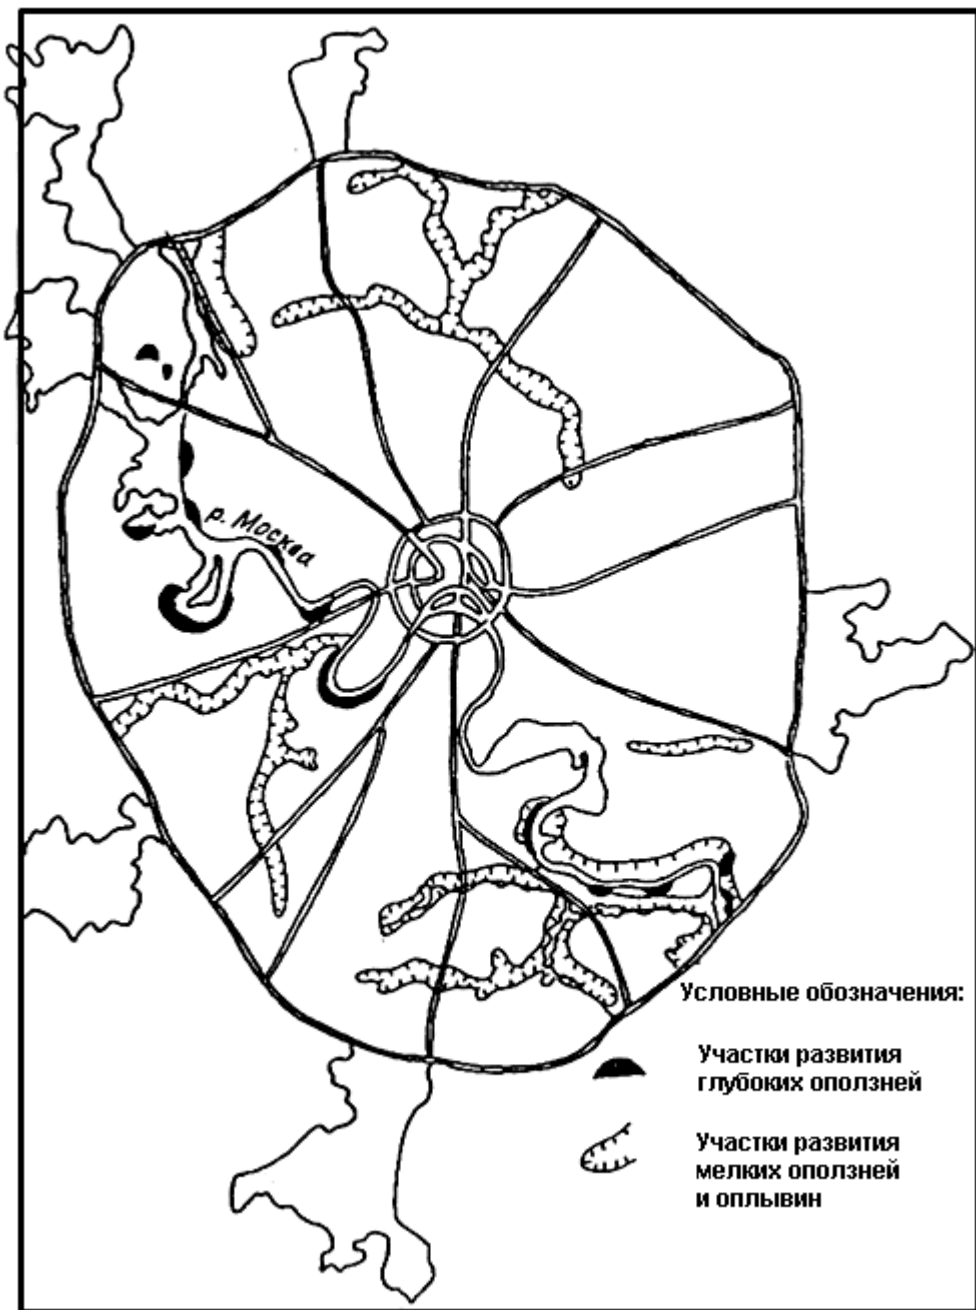 р. Москва
Условные обозначения:
Участки развития
глубоких оползней
Участки развития
мелких оползней
и оплывин